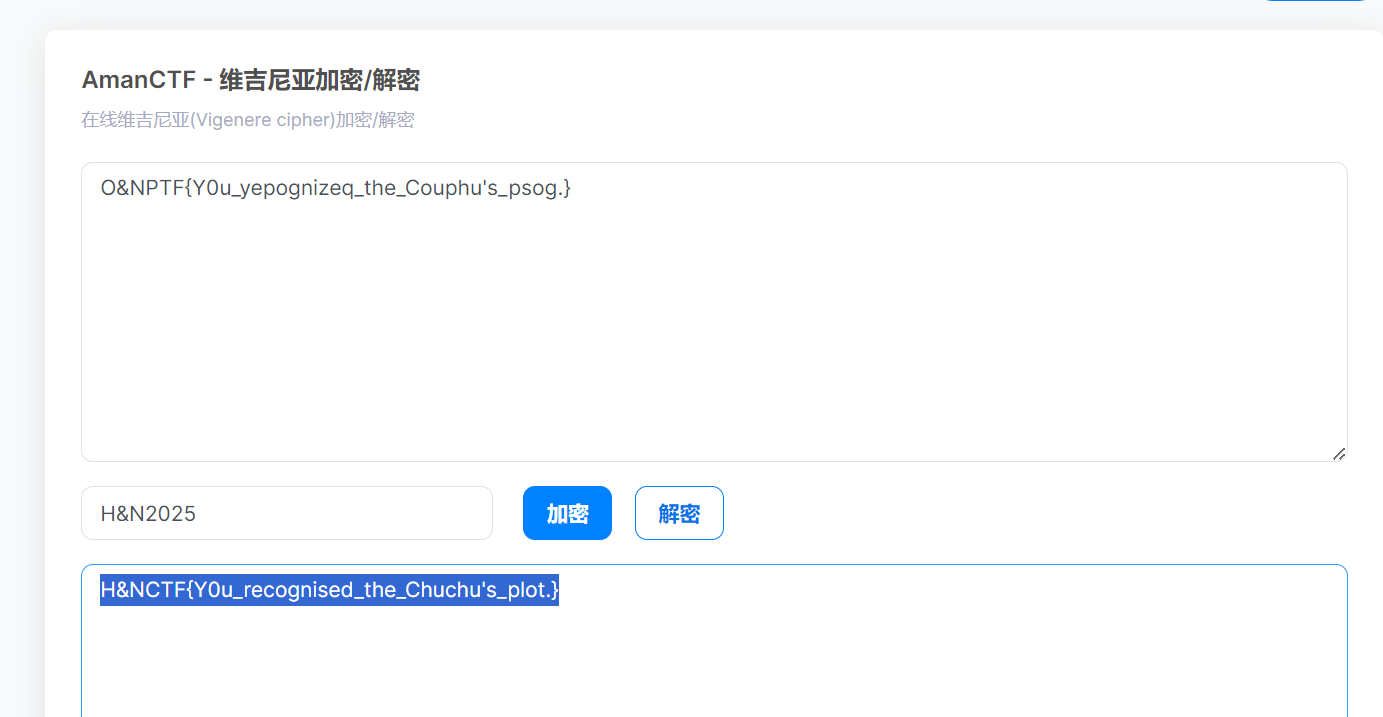 AmanCTF - 维吉尼亚加密/解密
在线维吉尼亚(Vigenere cipher)加密/解密
O&NPTF{Y0u_yepognizeq_the_Couphu's_psog.}
H&N2025
加密
解密
H&NCTF{Y0u_recognised_the_Chuchu's_plot.}